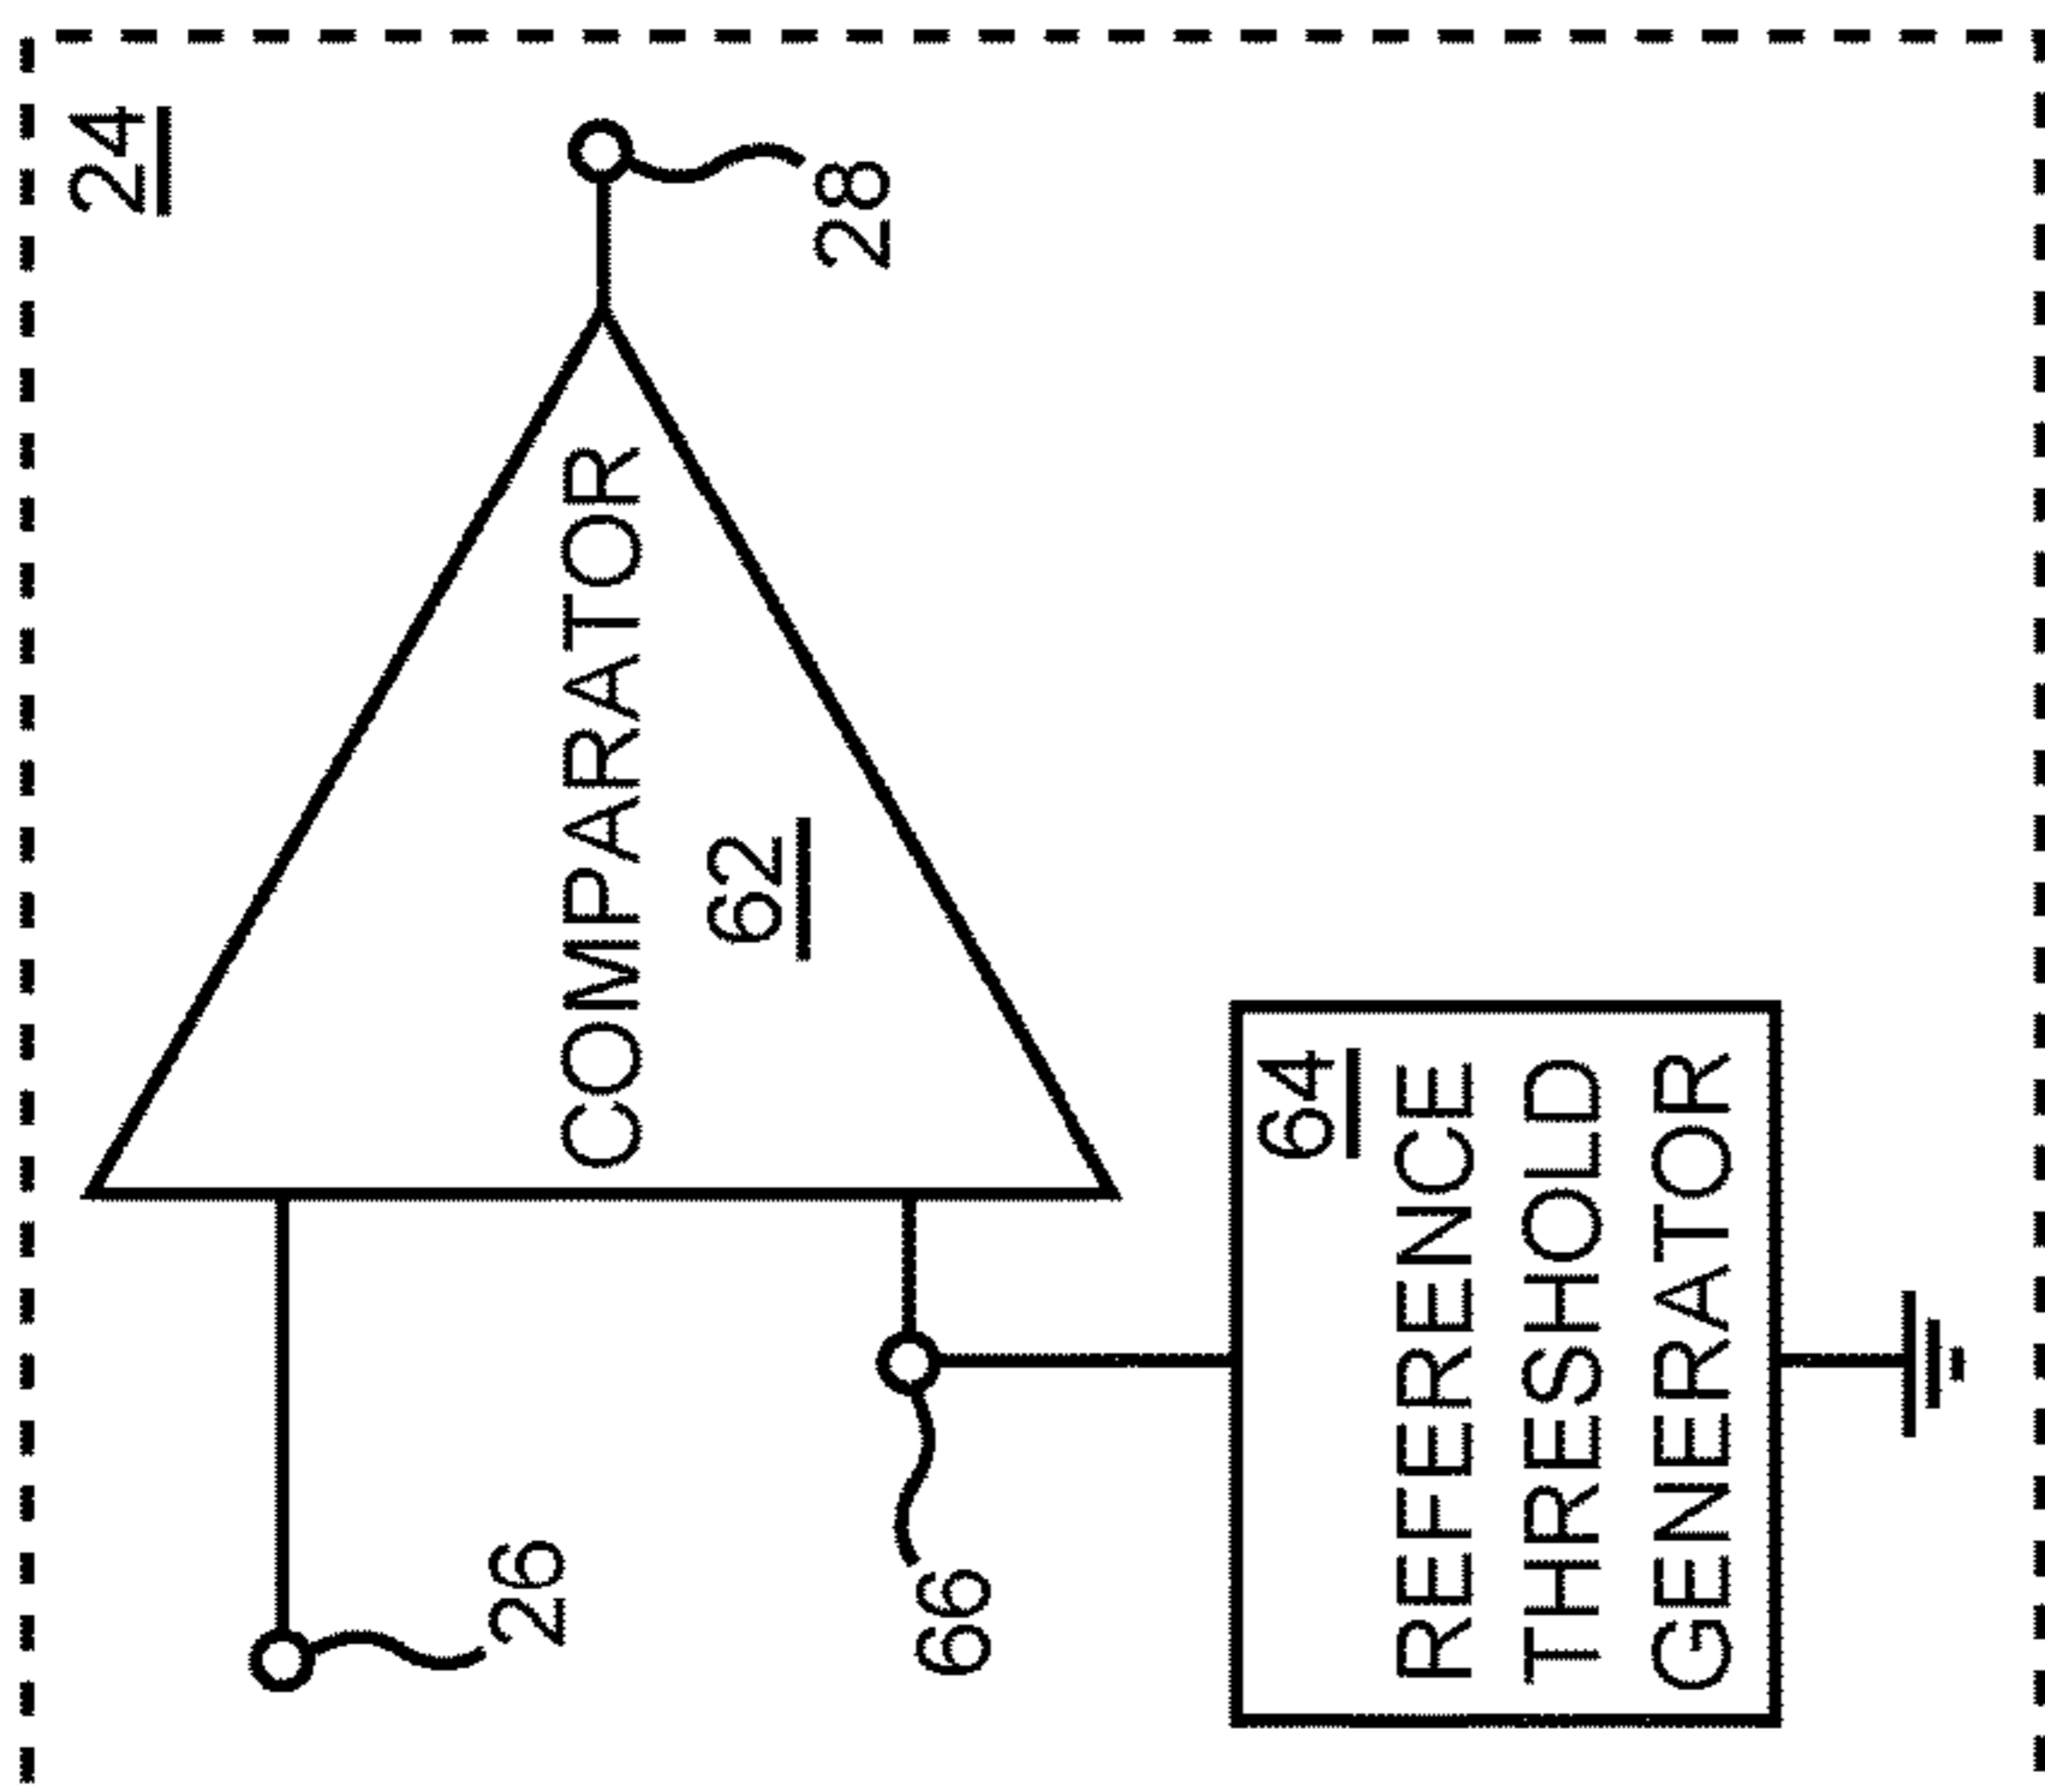 24
28
COMPARATOR
62
26
66
64
REFERENCE
THRESHOLD
GENERATOR